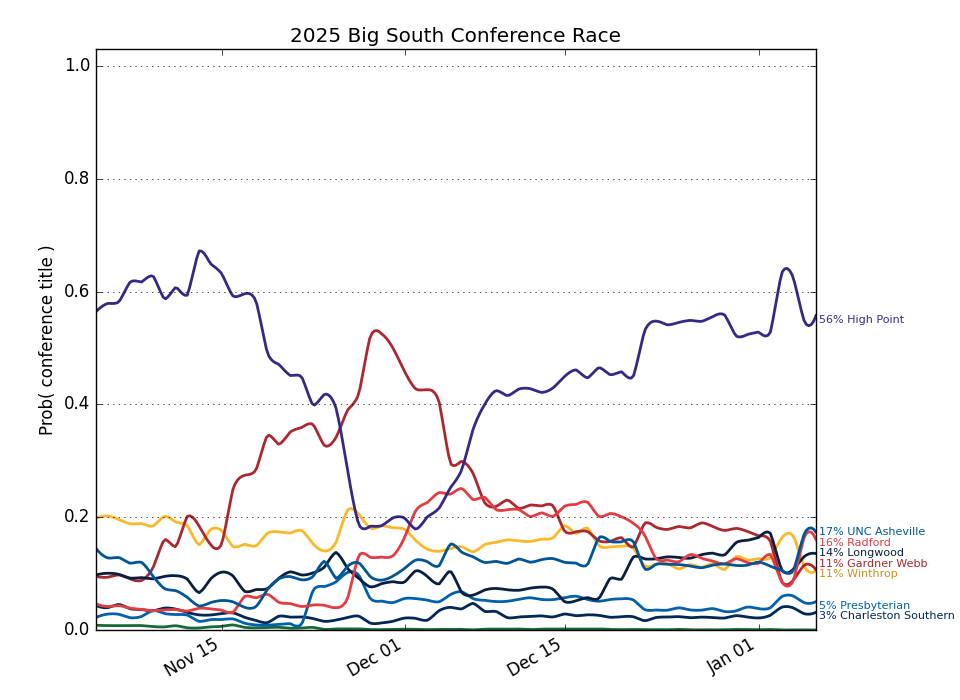 2025 Big South Conference Race
Prob( conference title )
1.0
0.8
0.6
0.4
0.2
0.0
Nov 15
Dec 01
Dec 15
Jan 01
56% High Point
17% UNC Asheville
16% Radford
14% Longwood
11% Gardner Webb
11% Winthrop
5% Presbyterian
3% Charleston Southern